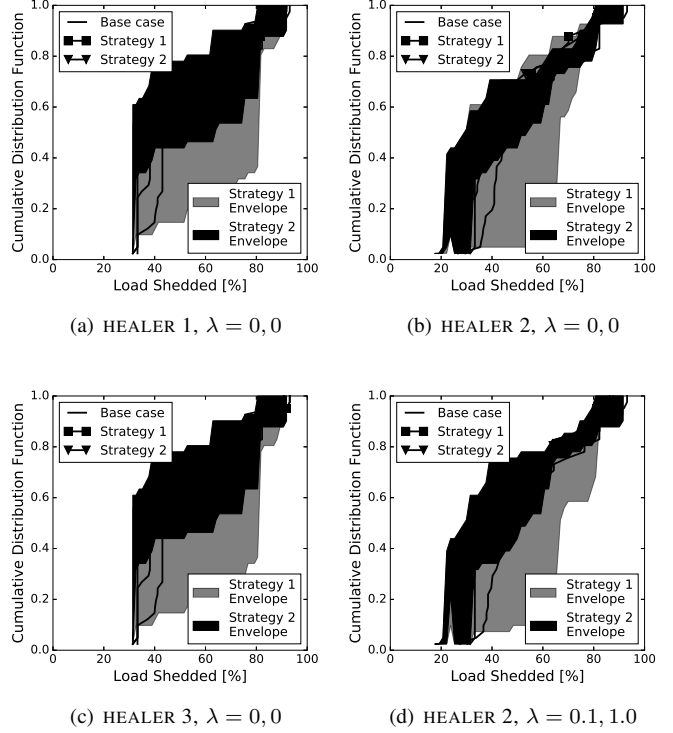 1.0
0.8
0.6
0.4
0.2
0.0
Cumulative Distribution Function
Base case
Strategy 1
Strategy 2
Strategy 1
Envelope
Strategy 2
Envelope
0 20 40 60 80 100
Load Shedded [%]
(a) HEALER 1, λ = 0,0
1.0
0.8
0.6
0.4
0.2
0.0
Cumulative Distribution Function
Base case
Strategy 1
Strategy 2
Strategy 1
Envelope
Strategy 2
Envelope
0 20 40 60 80 100
Load Shedded [%]
(b) HEALER 2, λ = 0,0
1.0
0.8
0.6
0.4
0.2
0.0
Cumulative Distribution Function
Base case
Strategy 1
Strategy 2
Strategy 1
Envelope
Strategy 2
Envelope
0 20 40 60 80 100
Load Shedded [%]
(c) HEALER 3, λ = 0,0
1.0
0.8
0.6
0.4
0.2
0.0
Cumulative Distribution Function
Base case
Strategy 1
Strategy 2
Strategy 1
Envelope
Strategy 2
Envelope
0 20 40 60 80 100
Load Shedded [%]
(d) HEALER 2, λ = 0.1, 1.0